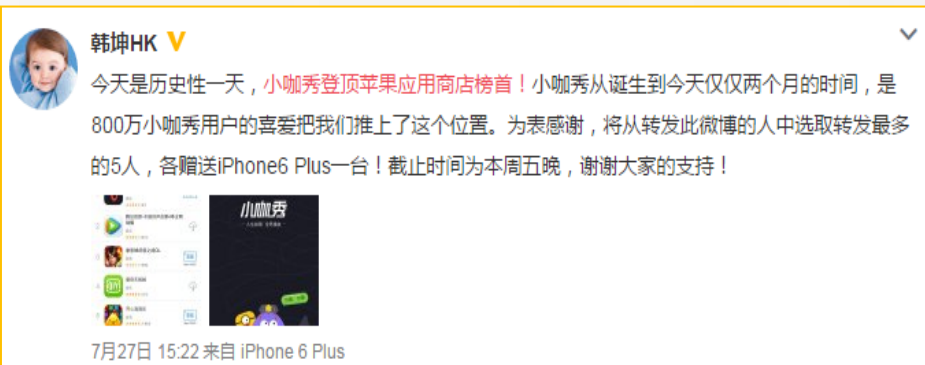 韩坤HK
今天是历史性一天，小咖秀登顶苹果应用商店榜首！小咖秀从诞生到今天仅仅两个月的时间，是
800万小咖秀用户的喜爱把我们推上了这个位置。为表感谢，将从转发此微博的人中选取转发最多
的5人，各赠送iPhone6 Plus一台！截止时间为本周五晚，谢谢大家的支持！
小咖秀
7月27日 15:22 来自 iPhone 6 Plus